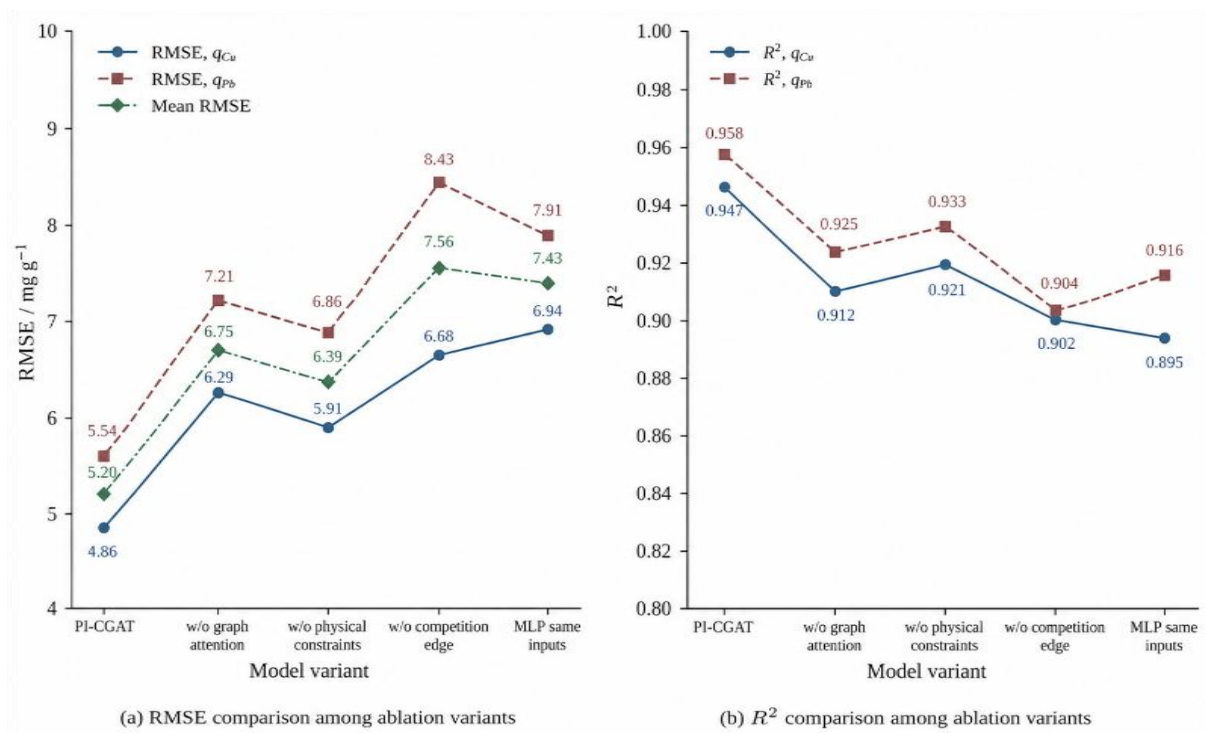 10
9
8
7
6
5
4
RMSE / mg g⁻¹
RMSE, q_Cu
RMSE, q_Pb
Mean RMSE
5.54
5.20
4.86
7.21
6.75
6.29
6.86
6.39
5.91
8.43
7.56
6.68
7.91
7.43
6.94
PI-CGAT
w/o graph
attention
w/o physical
constraints
w/o competition
edge
MLP same
inputs
Model variant
(a) RMSE comparison among ablation variants
1.00
0.98
0.96
0.94
0.92
0.90
0.88
0.86
0.84
0.82
0.80
R²
R², q_Cu
R², q_Pb
0.958
0.947
0.925
0.912
0.933
0.921
0.904
0.902
0.916
0.895
PI-CGAT
w/o graph
attention
w/o physical
constraints
w/o competition
edge
MLP same
inputs
Model variant
(b) R² comparison among ablation variants